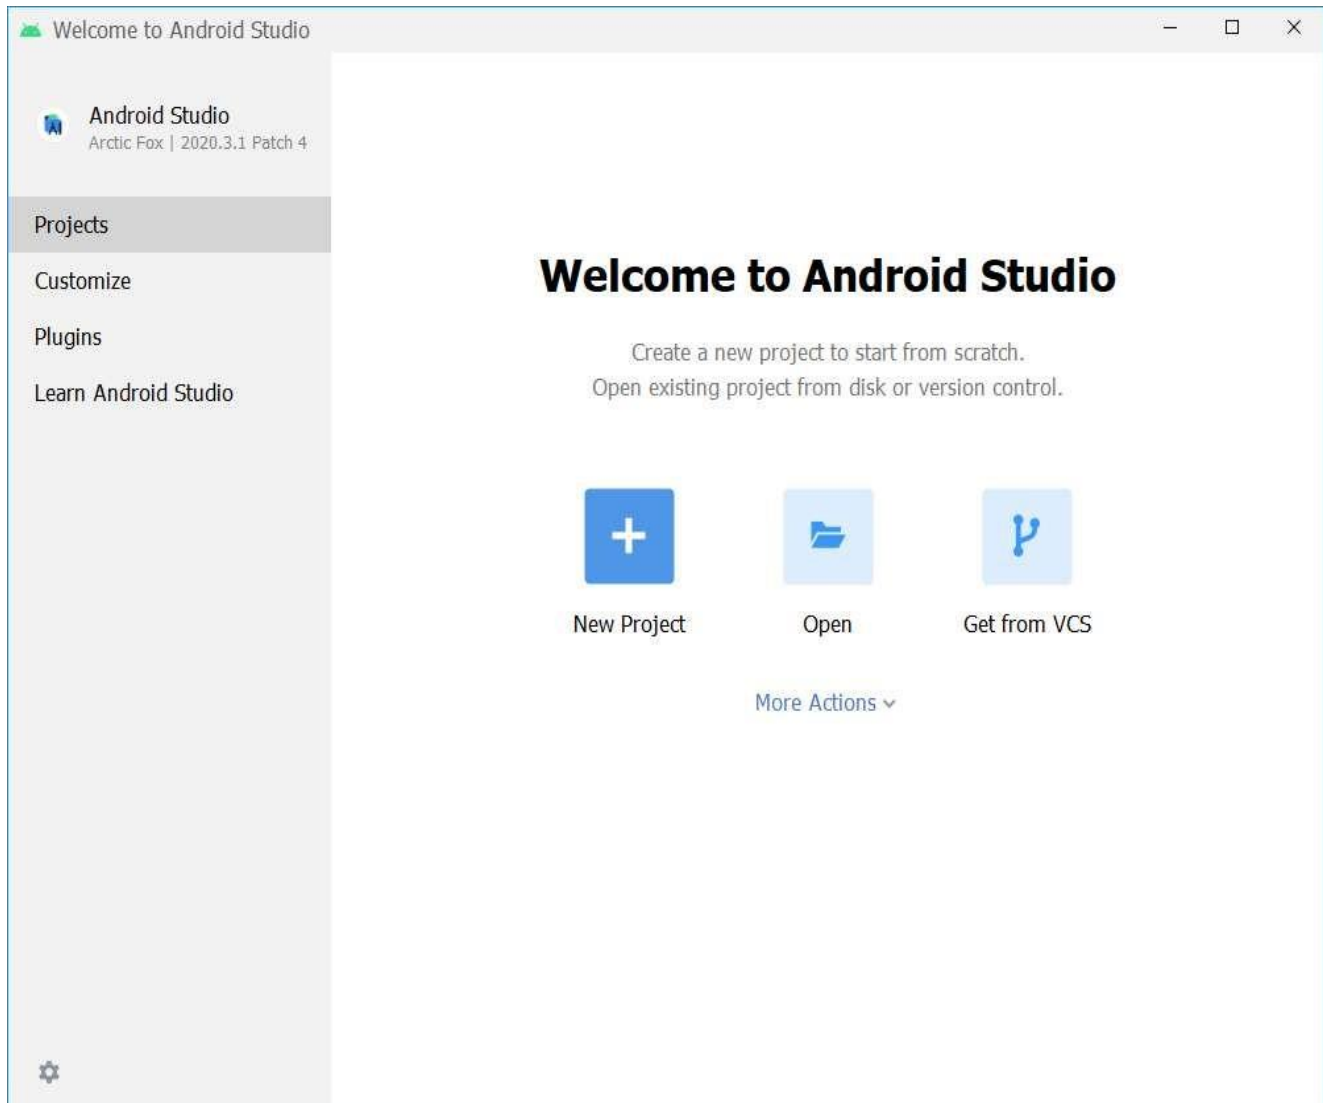 Welcome to Android Studio
Android Studio
Arctic Fox | 2020.3.1 Patch 4
Projects
Customize
Plugins
Learn Android Studio
Welcome to Android Studio
Create a new project to start from scratch.
Open existing project from disk or version control.
New Project
Open
Get from VCS
More Actions